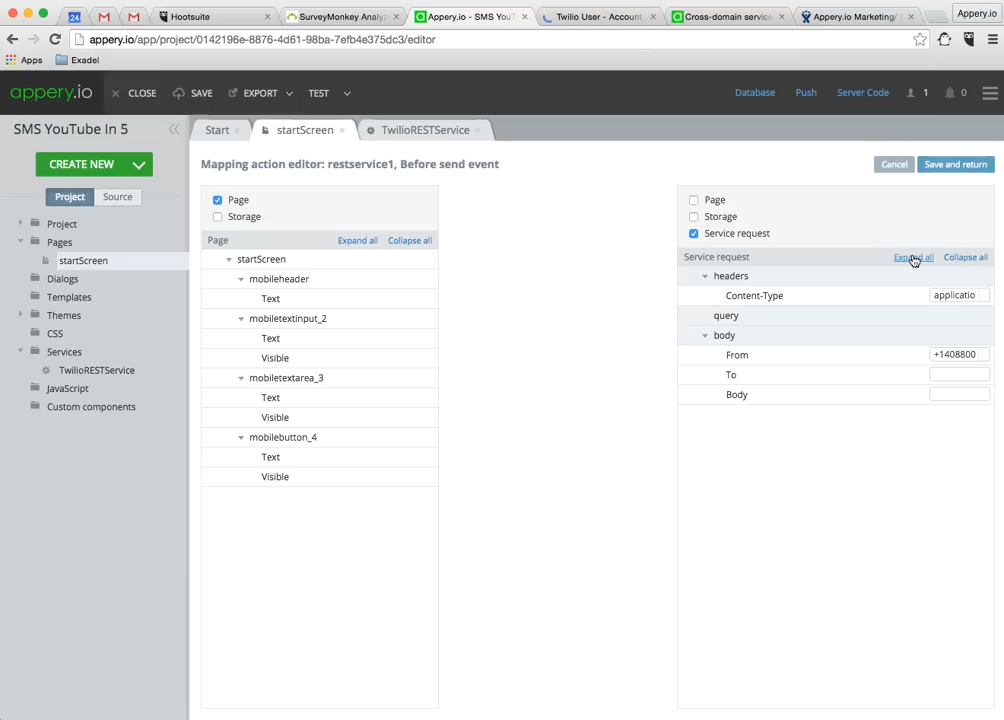 Hootsuite
SurveyMonkey Analyz
Appery.io - SMS YouT
Twilio User - Account
Cross-domain service
Appery.io Marketing/
Appery.io
24
appery.io/app/project/0142196e-8876-4d61-98ba-7efb4e375dc3/editor
Apps
Exadel
appery.io
CLOSE
SAVE
EXPORT
TEST
Database
Push
Server Code
1
0
SMS YouTube In 5
Start
startScreen
TwilioRESTService
CREATE NEW
Mapping action editor: restservice1, Before send event
Cancel
Save and return
Project
Source
Project
Pages
startScreen
Dialogs
Templates
Themes
CSS
Services
TwilioRESTService
JavaScript
Custom components
Page
Storage
Page
Expand all
Collapse all
startScreen
mobileheader
Text
mobiletextinput_2
Text
Visible
mobiletextarea_3
Text
Visible
mobilebutton_4
Text
Visible
Page
Storage
Service request
Service request
Expand all
Collapse all
headers
Content-Type
applicatio
query
body
From
+1408800
To
Body